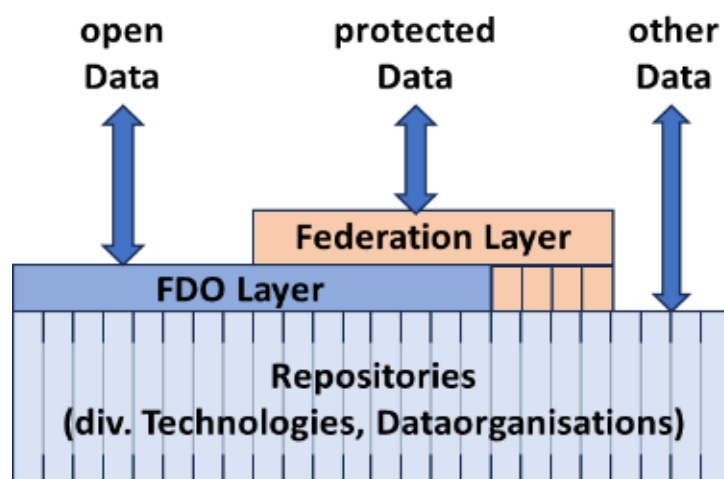 open
Data
protected
Data
other
Data
Federation Layer
FDO Layer
Repositories
(div. Technologies, Dataorganisations)